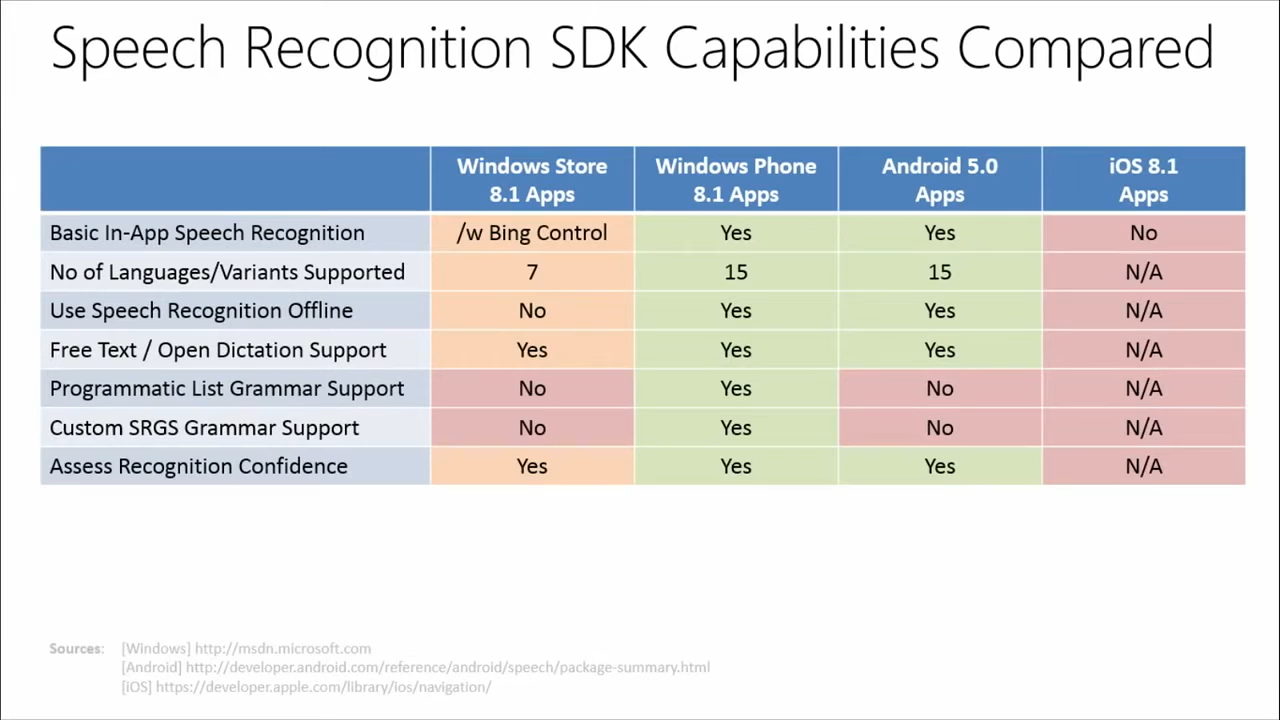 Speech Recognition SDK Capabilities Compared
Windows Store 8.1 Apps Windows Phone 8.1 Apps Android 5.0 Apps iOS 8.1 Apps
Basic In-App Speech Recognition /w Bing Control Yes Yes No
No of Languages/Variants Supported 7 15 15 N/A
Use Speech Recognition Offline No Yes Yes N/A
Free Text / Open Dictation Support Yes Yes Yes N/A
Programmatic List Grammar Support No Yes No N/A
Custom SRGS Grammar Support No Yes No N/A
Assess Recognition Confidence Yes Yes Yes N/A
Sources: [Windows] http://msdn.microsoft.com
[Android] http://developer.android.com/reference/android/speech/package-summary.html
[iOS] https://developer.apple.com/library/ios/navigation/